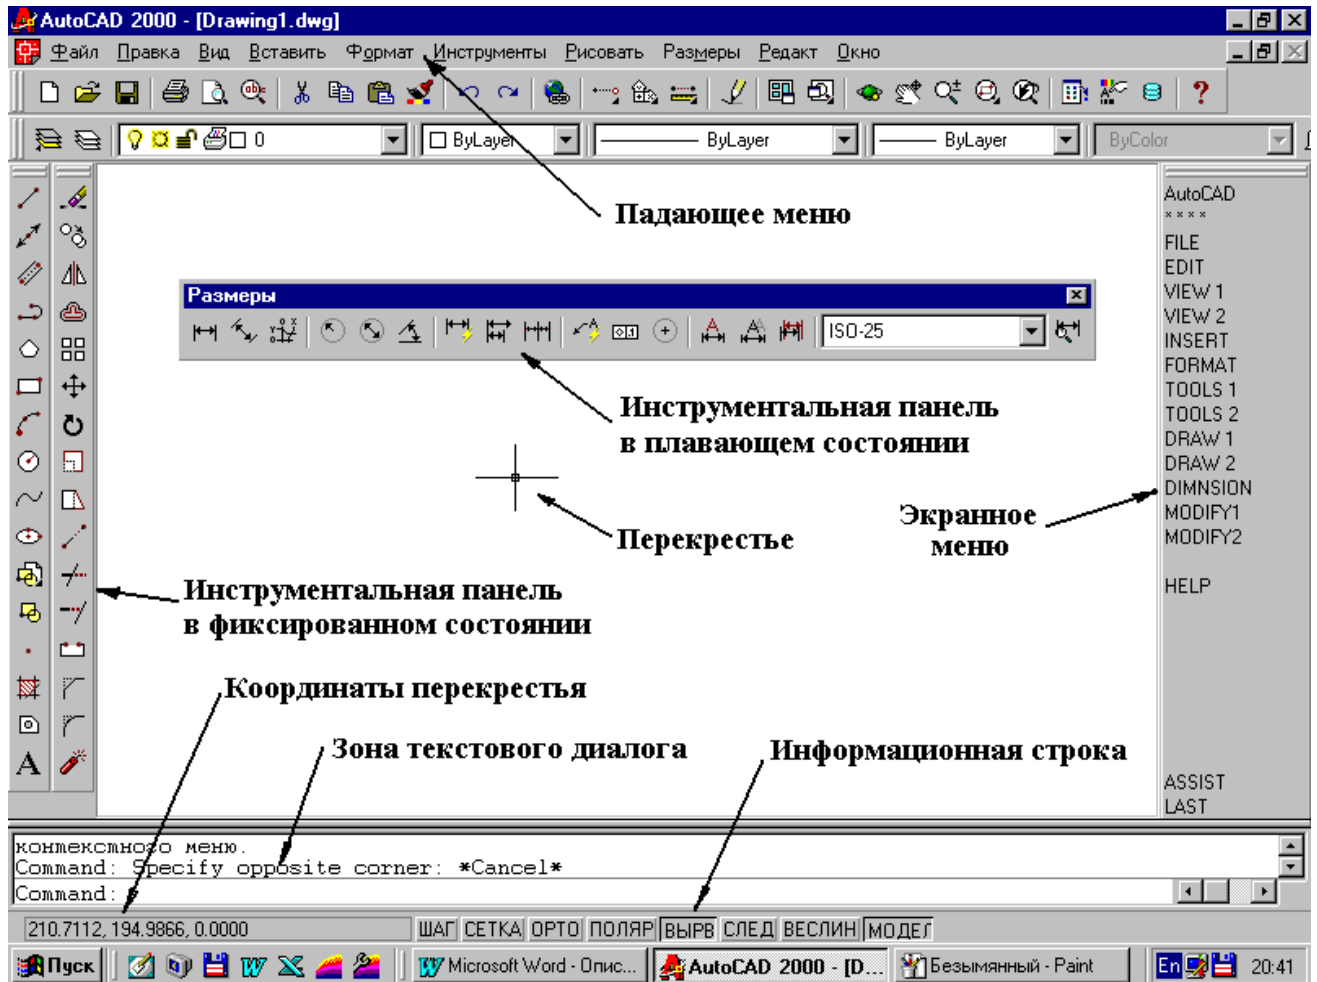 AutoCAD 2000 - [Drawing1.dwg]
Файл Правка Вид Вставить Формат Инструменты Рисовать Размеры Редакт Окно
0 ByLayer ByLayer ByLayer ByColor
Падающее меню
AutoCAD
* * * *
FILE
EDIT
VIEW 1
VIEW 2
INSERT
FORMAT
TOOLS 1
TOOLS 2
DRAW 1
DRAW 2
DIMNSION
MODIFY1
MODIFY2
HELP
ASSIST
LAST
Размеры
ISO-25
Инструментальная панель
в плавающем состоянии
Экранное
меню
Перекрестье
Инструментальная панель
в фиксированном состоянии
Координаты перекрестья
Зона текстового диалога
Информационная строка
A
контекстного меню.
Command: Specify opposite corner: *Cancel*
Command:
210.7112, 194.9866, 0.0000 ШАГ СЕТКА ОРТО ПОЛЯР ВЫРВ СЛЕД ВЕСЛИН МОДЕЛ
Пуск Microsoft Word - Опис... AutoCAD 2000 - [D... Безымянный - Paint En 20:41